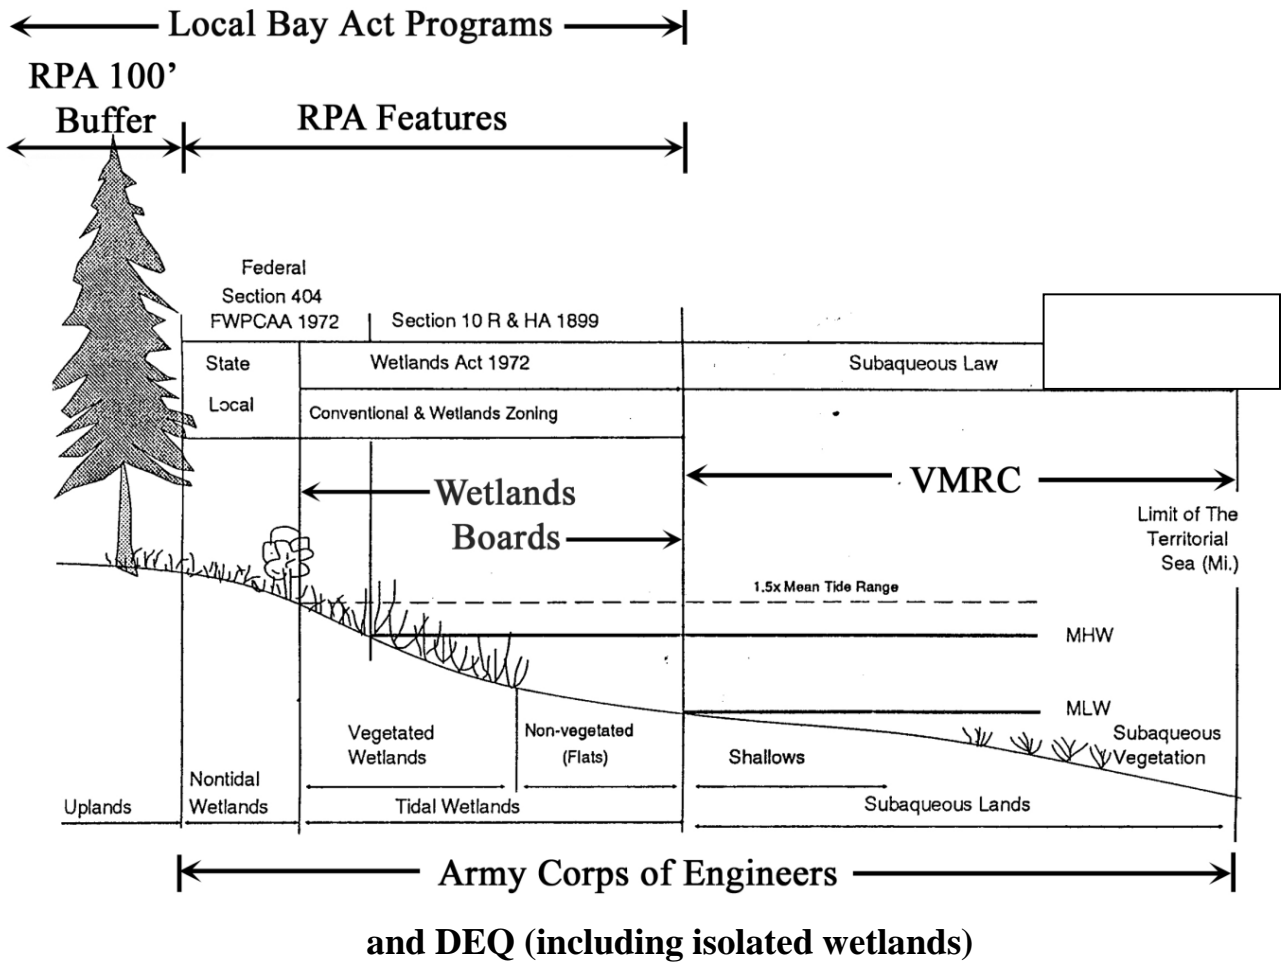 Local Bay Act Programs
RPA 100’
Buffer
RPA Features
Federal
Section 404
FWPCAA 1972
Section 10 R & HA 1899
State
Wetlands Act 1972
Subaqueous Law
Local
Conventional & Wetlands Zoning
Wetlands
Boards
VMRC
Limit of The
Territorial
Sea (Mi.)
1.5x Mean Tide Range
MHW
MLW
Vegetated
Wetlands
Non-vegetated
(Flats)
Shallows
Subaqueous
Vegetation
Uplands
Nontidal
Wetlands
Tidal Wetlands
Subaqueous Lands
Army Corps of Engineers
and DEQ (including isolated wetlands)